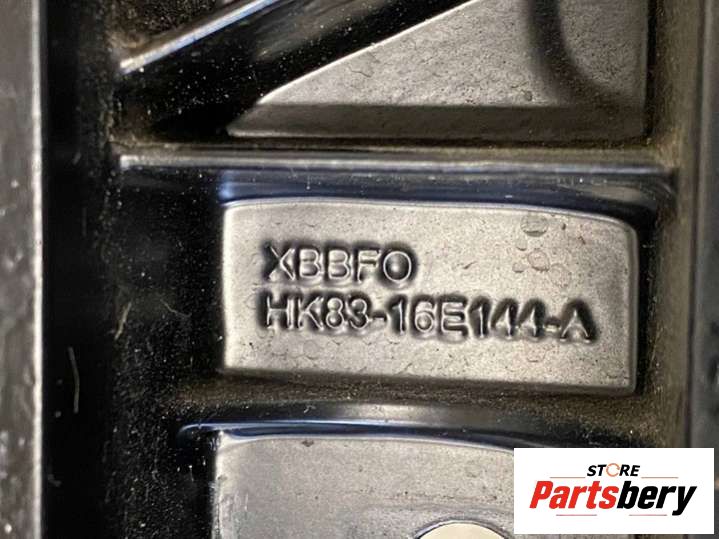 XBBFO
HK83-16E144-A
STORE
Partsbery